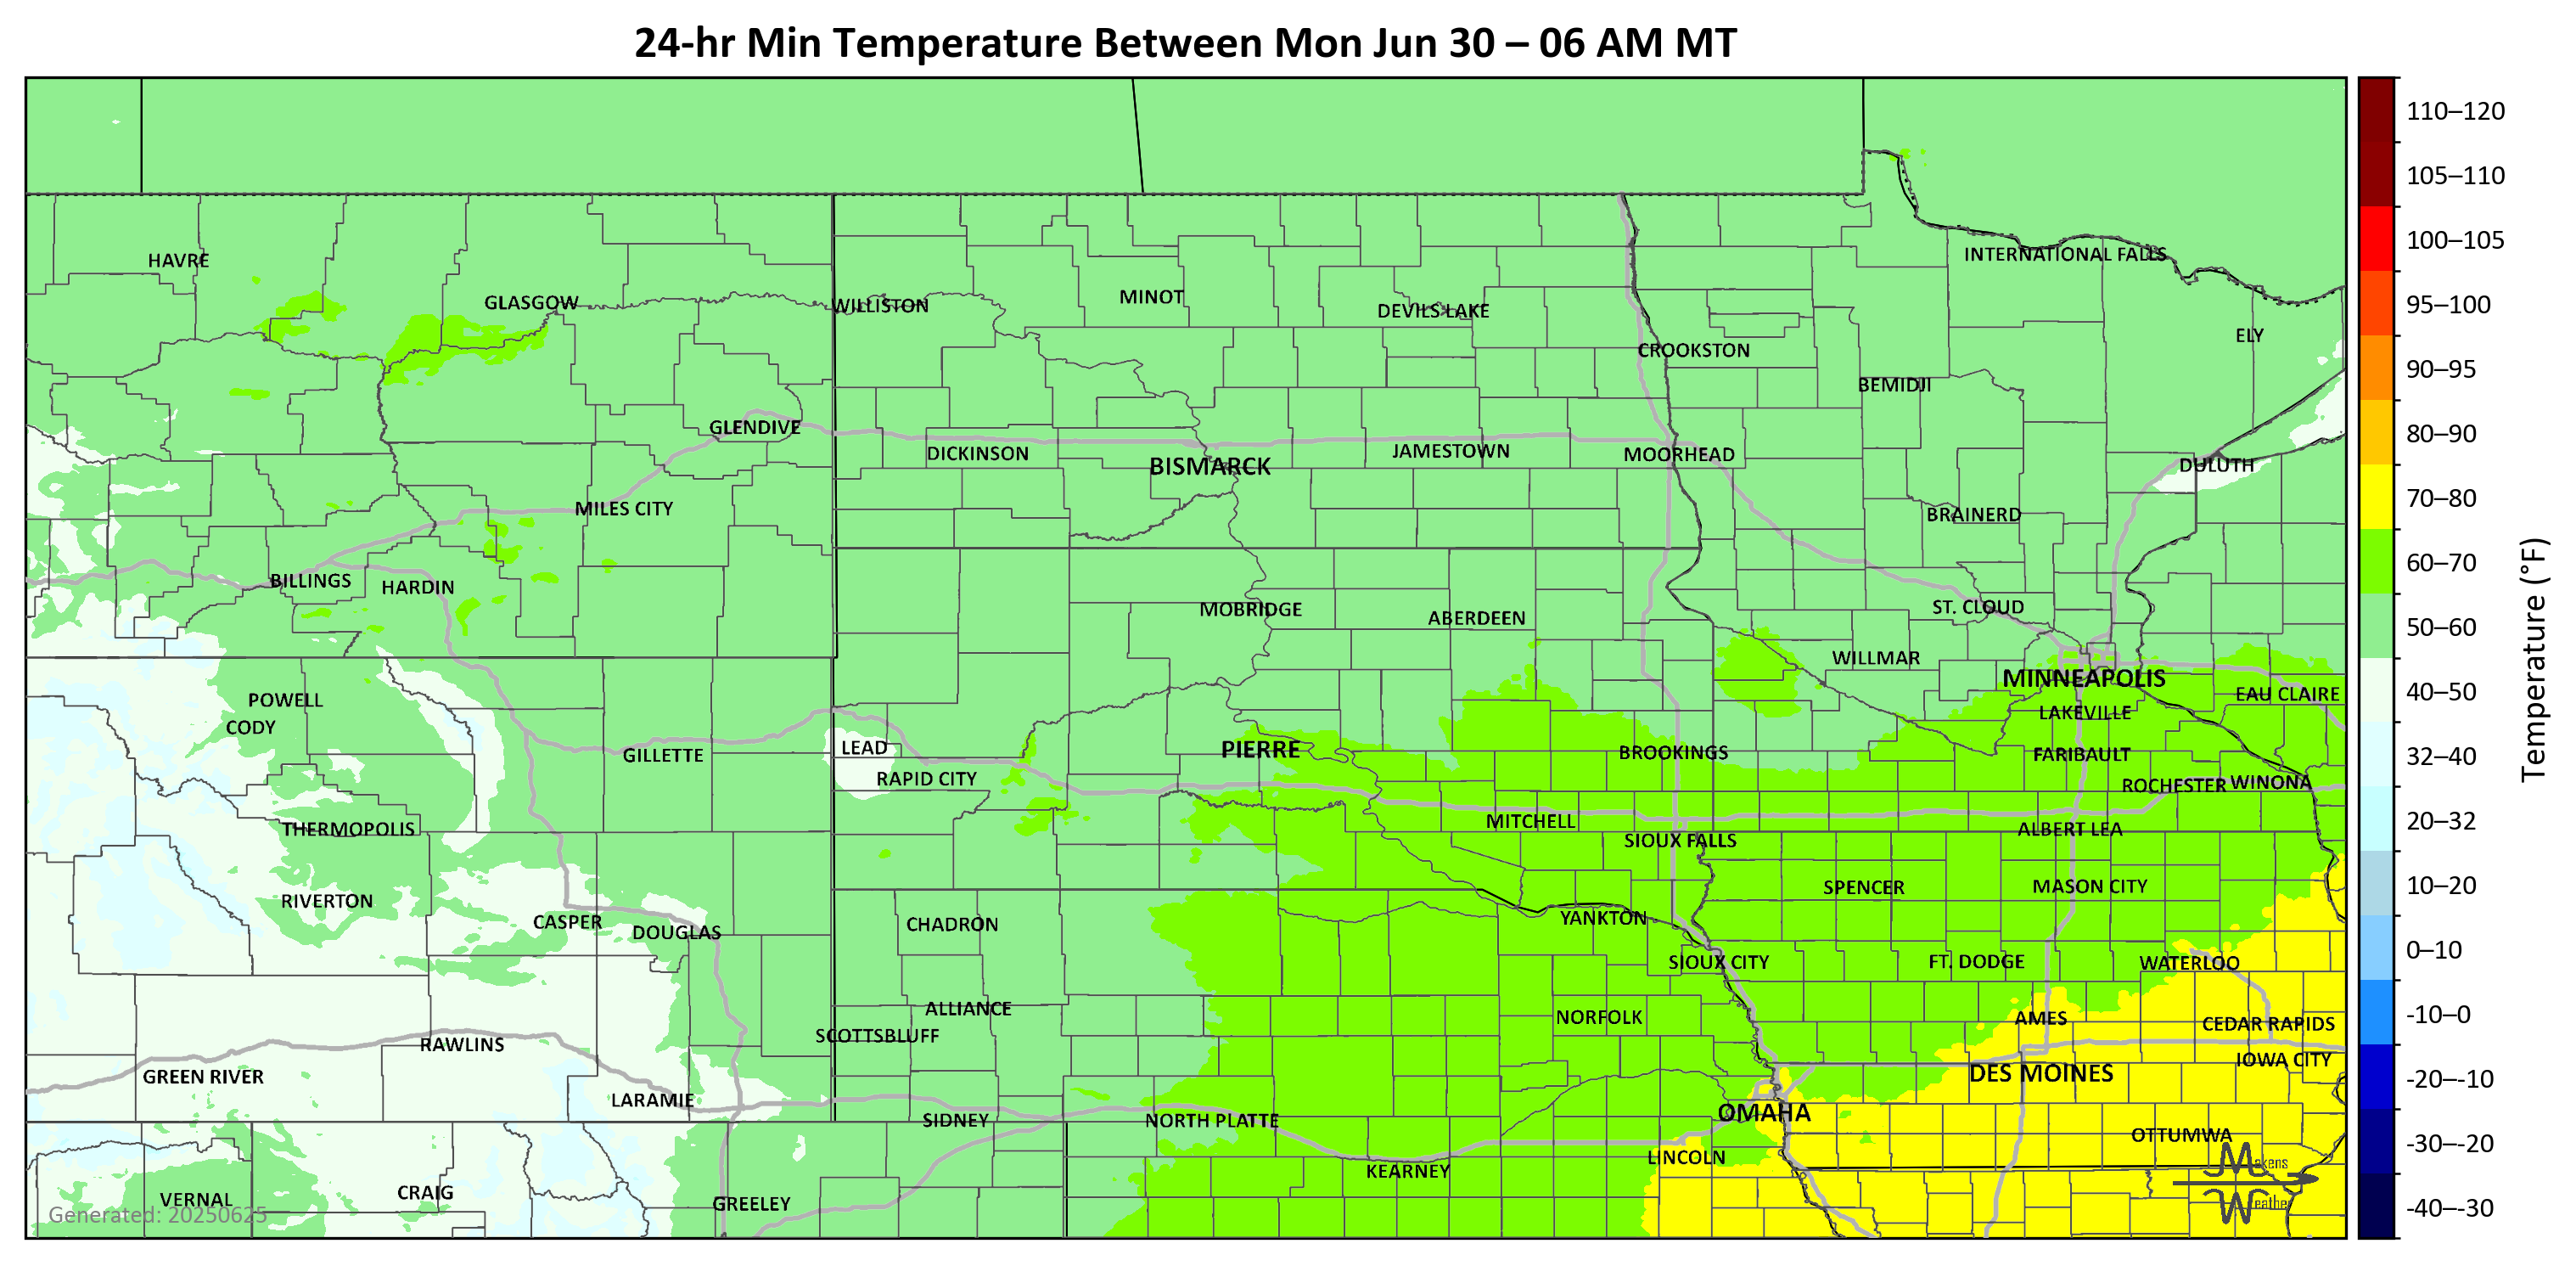 24-hr Min Temperature Between Mon Jun 30 – 06 AM MT
110–120
105–110
100–105
95–100
90–95
80–90
70–80
60–70
50–60
40–50
32–40
20–32
10–20
0–10
-10–0
-20–-10
-30–-20
-40–-30
Temperature (°F)
HAVRE
INTERNATIONAL FALLS
GLASGOW
WILLISTON
MINOT
DEVILS LAKE
ELY
CROOKSTON
BEMIDJI
GLENDIVE
DICKINSON
BISMARCK
JAMESTOWN
MOORHEAD
DULUTH
MILES CITY
BRAINERD
BILLINGS
HARDIN
MOBRIDGE
ABERDEEN
ST. CLOUD
WILLMAR
MINNEAPOLIS
EAU CLAIRE
POWELL
CODY
LAKEVILLE
GILLETTE
LEAD
PIERRE
BROOKINGS
FARIBAULT
RAPID CITY
ROCHESTER
WINONA
THERMOPOLIS
MITCHELL
ALBERT LEA
SIOUX FALLS
RIVERTON
SPENCER
MASON CITY
CASPER
DOUGLAS
CHADRON
YANKTON
SIOUX CITY
FT. DODGE
WATERLOO
ALLIANCE
NORFOLK
AMES
CEDAR RAPIDS
SCOTTSBLUFF
RAWLINS
IOWA CITY
GREEN RIVER
DES MOINES
LARAMIE
SIDNEY
NORTH PLATTE
OMAHA
OTTUMWA
LINCOLN
KEARNEY
VERNAL
CRAIG
GREELEY
Generated: 20250625
Makens
Weather